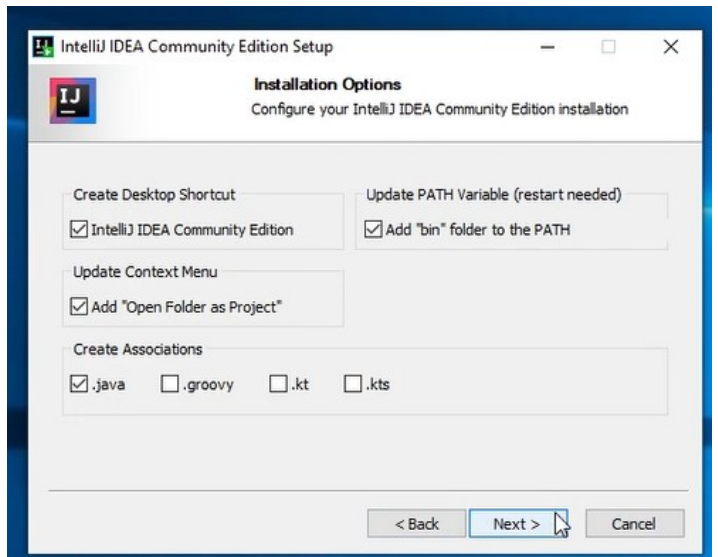 IntelliJ IDEA Community Edition Setup
IJ
Installation Options
Configure your IntelliJ IDEA Community Edition installation
Create Desktop Shortcut
IntelliJ IDEA Community Edition
Update PATH Variable (restart needed)
Add "bin" folder to the PATH
Update Context Menu
Add "Open Folder as Project"
Create Associations
.java .groovy .kt .kts
< Back Next > Cancel